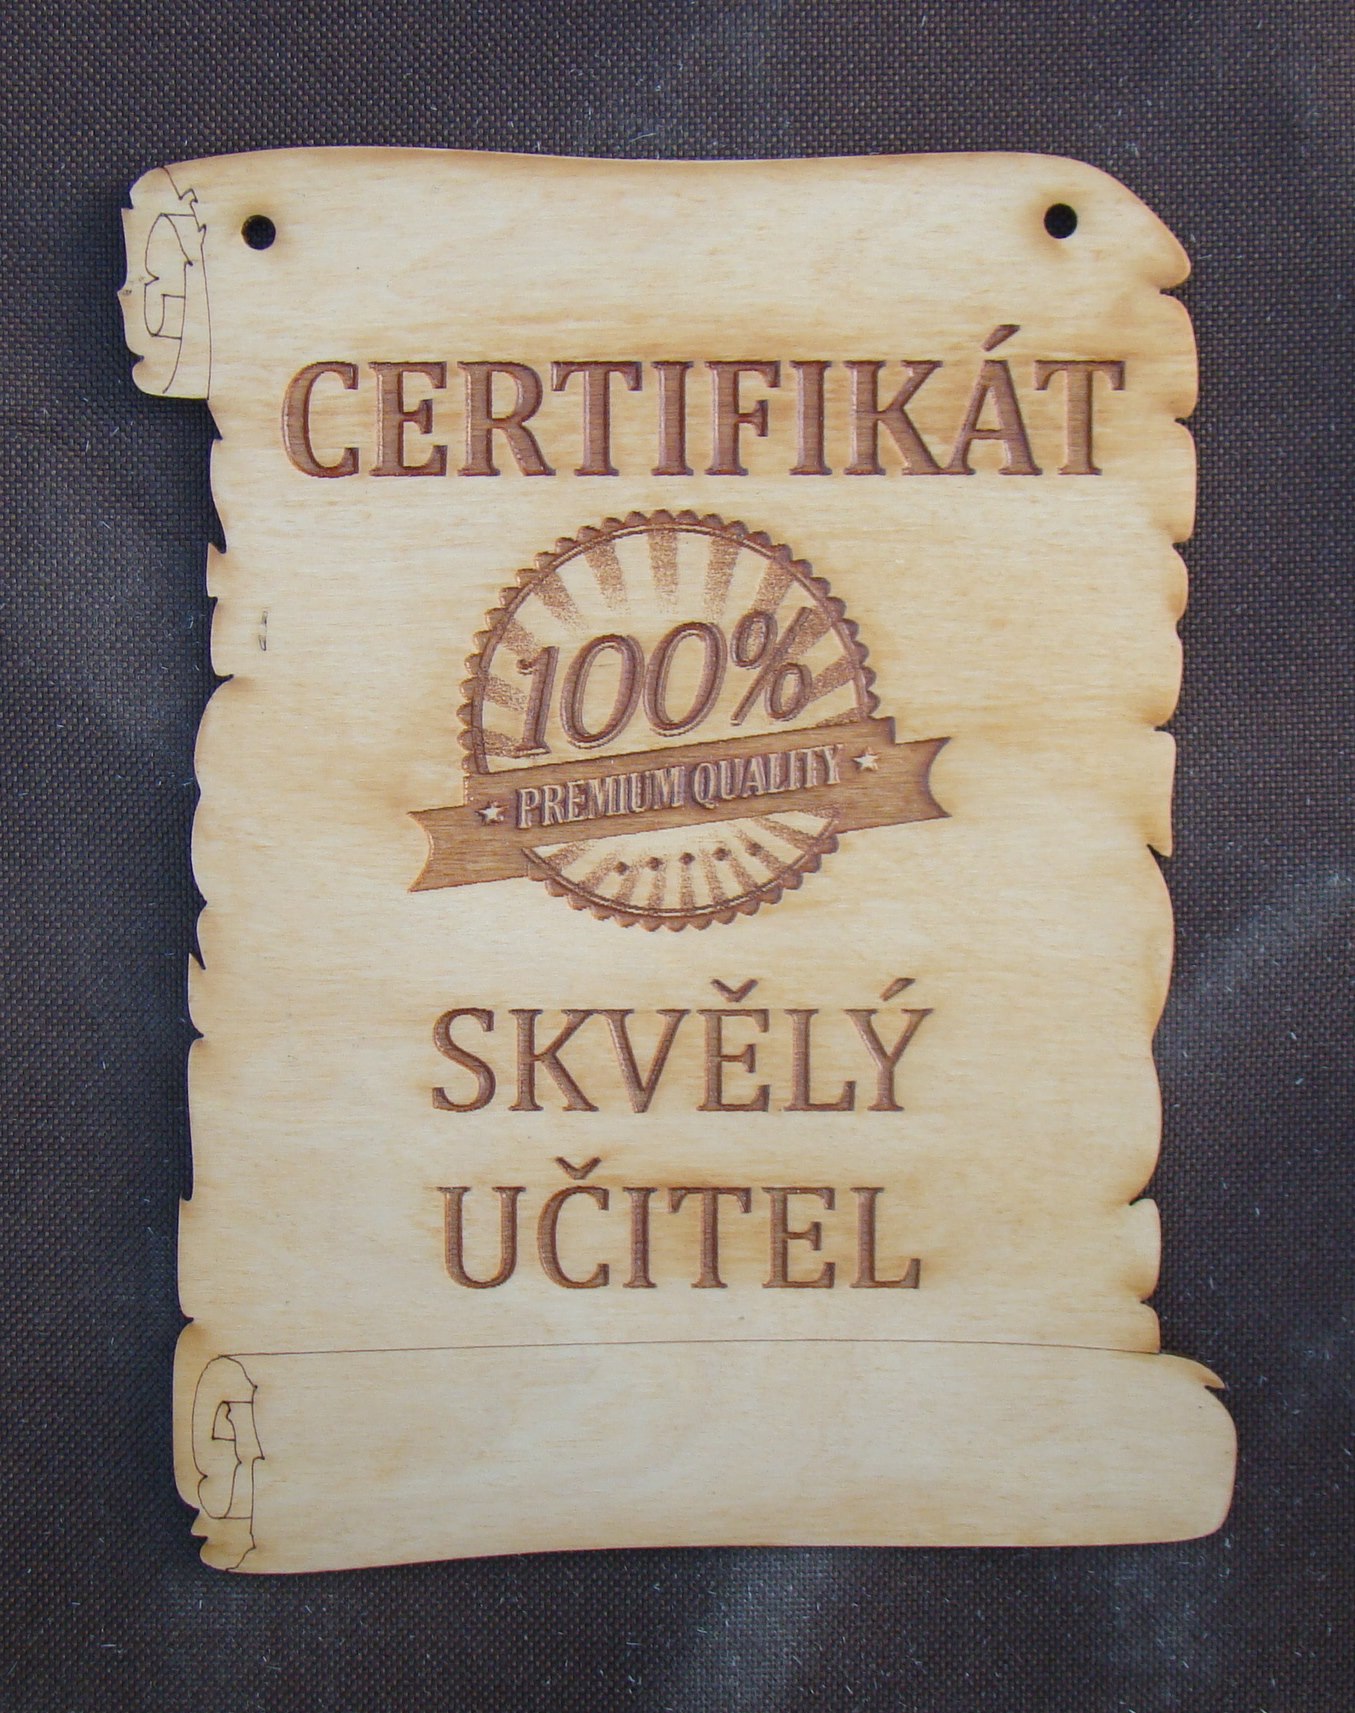 CERTIFIKÁT
100%
PREMIUM QUALITY
SKVĚLÝ
UČITEL